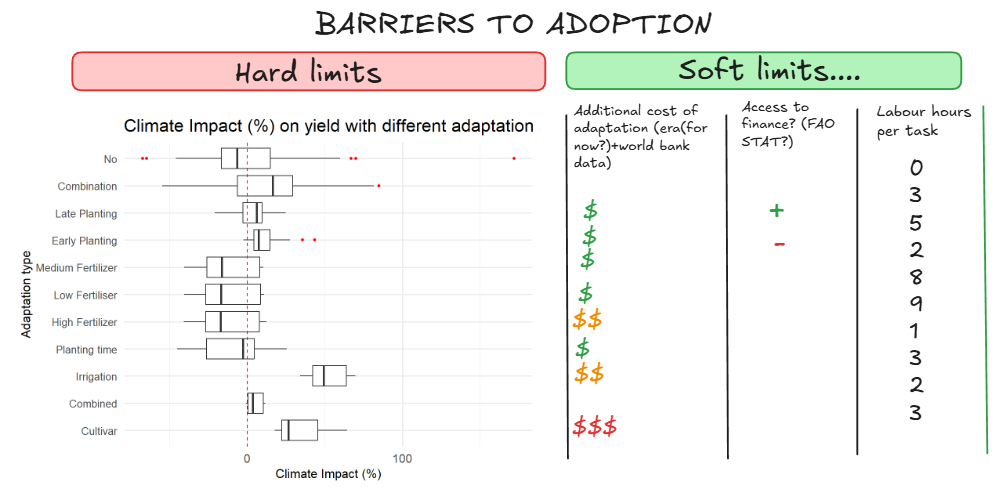 BARRIERS TO ADOPTION
Hard limits
Soft limits....
Climate Impact (%) on yield with different adaptation
Adaptation type
No
Combination
Late Planting
Early Planting
Medium Fertilizer
Low Fertiliser
High Fertilizer
Planting time
Irrigation
Combined
Cultivar
0
100
Climate Impact (%)
Additional cost of
adaptation (era(for
now?)+world bank
data)
$
$
$
$
$$
$
$$
$$$
Access to
finance? (FAO
STAT?)
+
-
Labour hours
per task
0
3
5
2
8
9
1
3
2
3